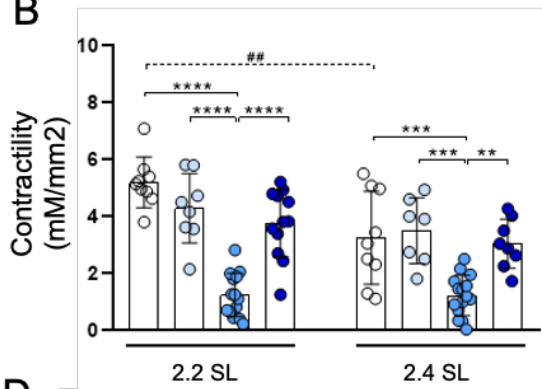 B
10
8
6
4
2
0
Contractility
(mM/mm2)
##
****
**** ****
***
*** **
2.2 SL
2.4 SL